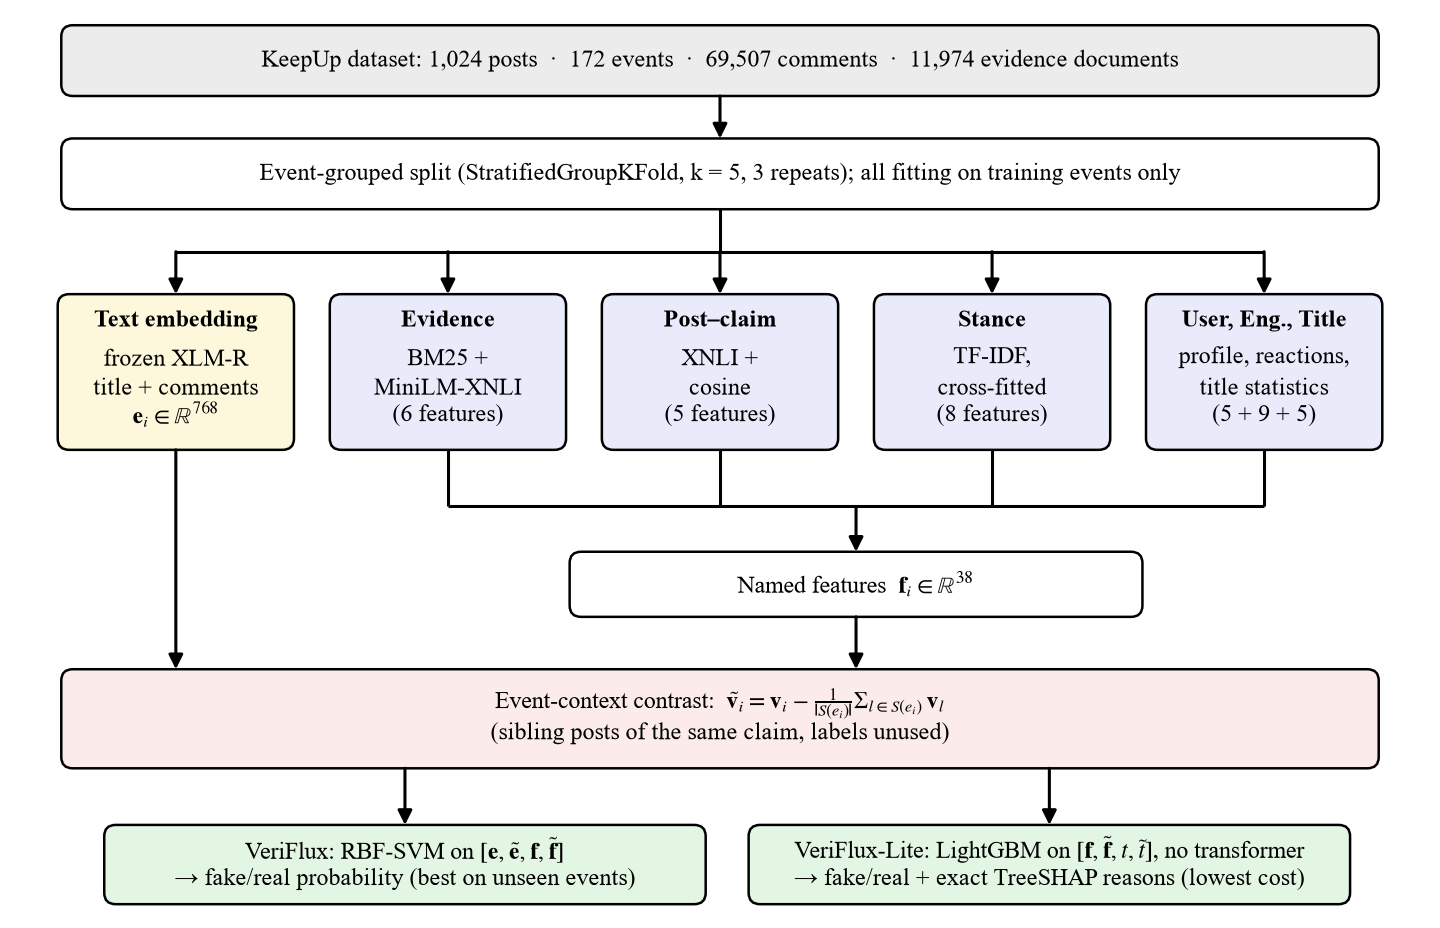 KeepUp dataset: 1,024 posts · 172 events · 69,507 comments · 11,974 evidence documents
Event-grouped split (StratifiedGroupKFold, k = 5, 3 repeats); all fitting on training events only
Text embedding
frozen XLM-R
title + comments
𝐞ᵢ ∈ ℝ⁷⁶⁸
Evidence
BM25 +
MiniLM-XNLI
(6 features)
Post–claim
XNLI +
cosine
(5 features)
Stance
TF-IDF,
cross-fitted
(8 features)
User, Eng., Title
profile, reactions,
title statistics
(5 + 9 + 5)
Named features 𝐟ᵢ ∈ ℝ³⁸
Event-context contrast: ṽᵢ = vᵢ − 1/|S(eᵢ)| Σ_{l ∈ S(eᵢ)} v_l
(sibling posts of the same claim, labels unused)
VeriFlux: RBF-SVM on [e, ẽ, f, f̃]
→ fake/real probability (best on unseen events)
VeriFlux-Lite: LightGBM on [f, f̃, t, t̃], no transformer
→ fake/real + exact TreeSHAP reasons (lowest cost)